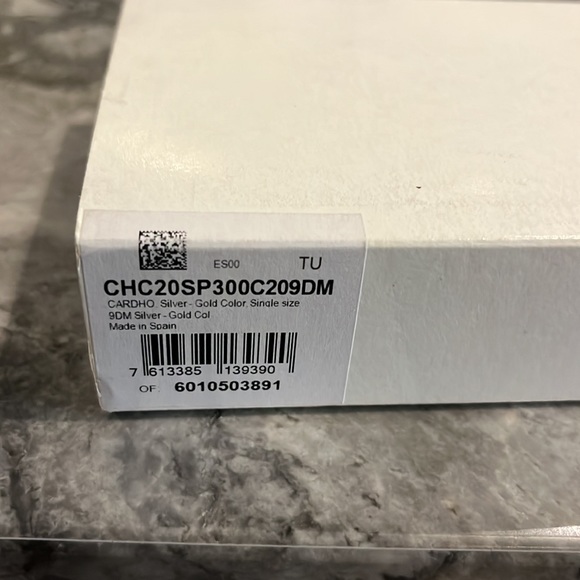 ES00 TU
CHC20SP300C209DM
CARDHO. Silver - Gold Color. Single size
9DM Silver - Gold Col
Made in Spain
7 613385 139390
OF: 6010503891